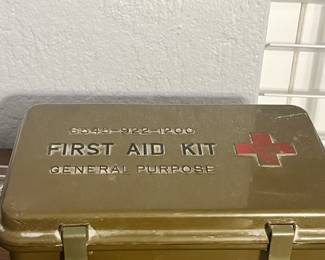 6545-922-1200
FIRST AID KIT
GENERAL PURPOSE